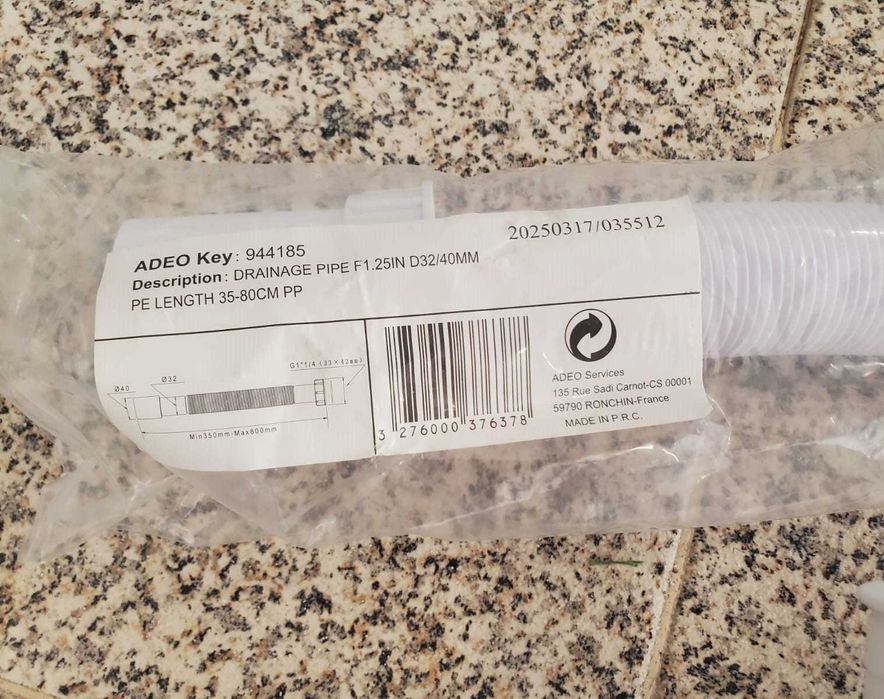 20250317/035512
ADEO Key: 944185
Description: DRAINAGE PIPE F1.25IN D32/40MM
PE LENGTH 35-80CM PP
G1"1/4 (33X42mm)
Ø40
Ø32
Min350mm-Max800mm
3 276000 376378
ADEO Services
135 Rue Sadi Carnot-CS 00001
59790 RONCHIN-France
MADE IN P.R.C.